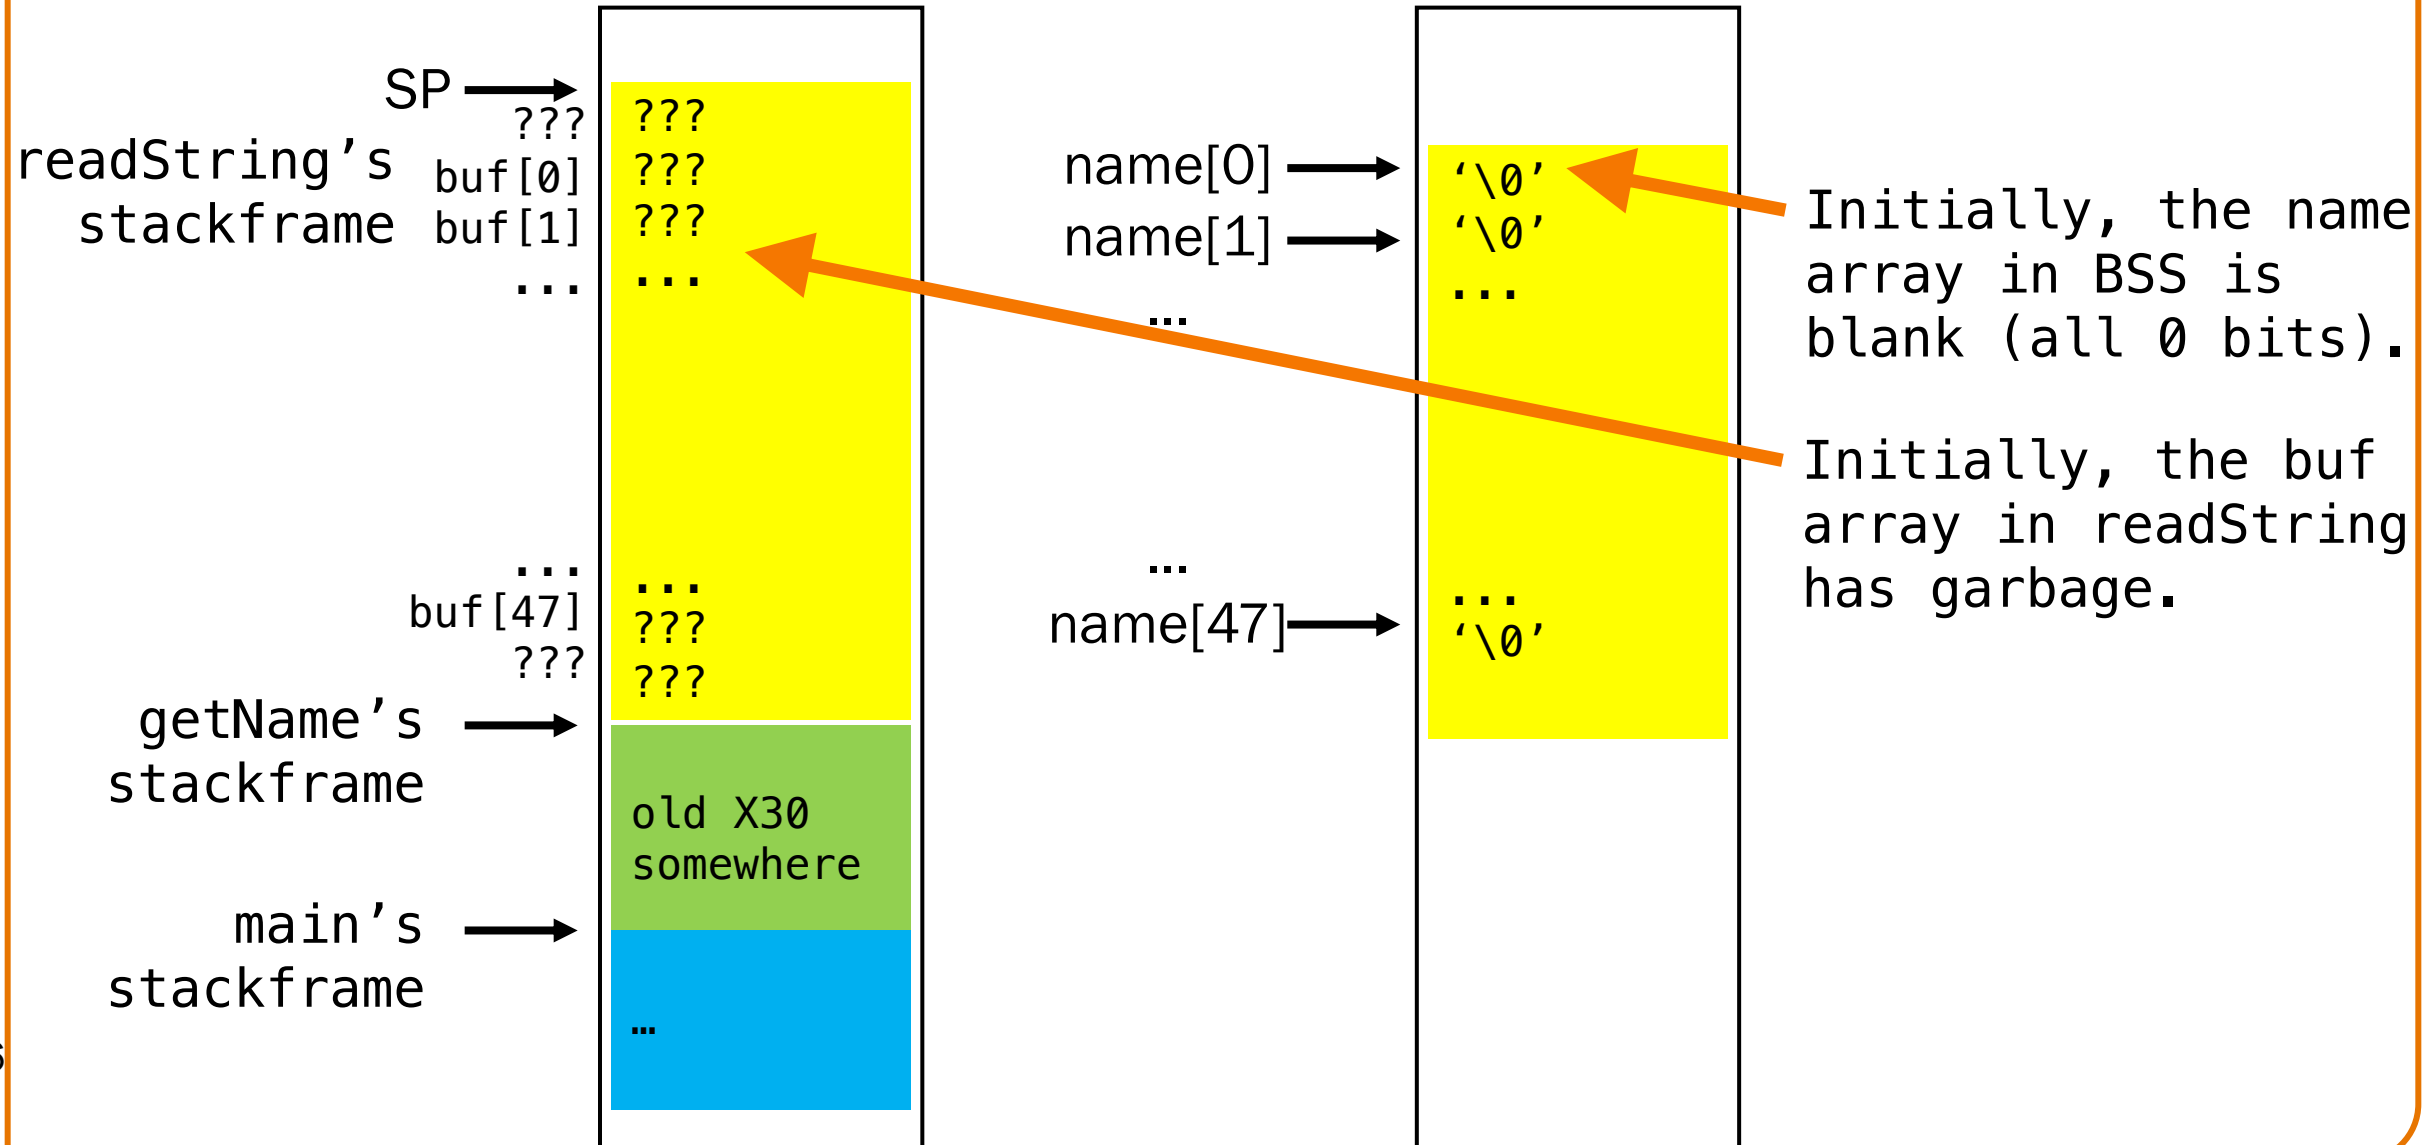 SP
???
readString’s
stackframe
buf[0]
buf[1]
...
...
buf[47]
???
getName’s
stackframe
main’s
stackframe
s
???
???
???
...
...
???
???
old X30
somewhere
…
name[0]
name[1]
…
…
name[47]
‘\0’
‘\0’
...
...
‘\0’
Initially, the name
array in BSS is
blank (all 0 bits).
Initially, the buf
array in readString
has garbage.